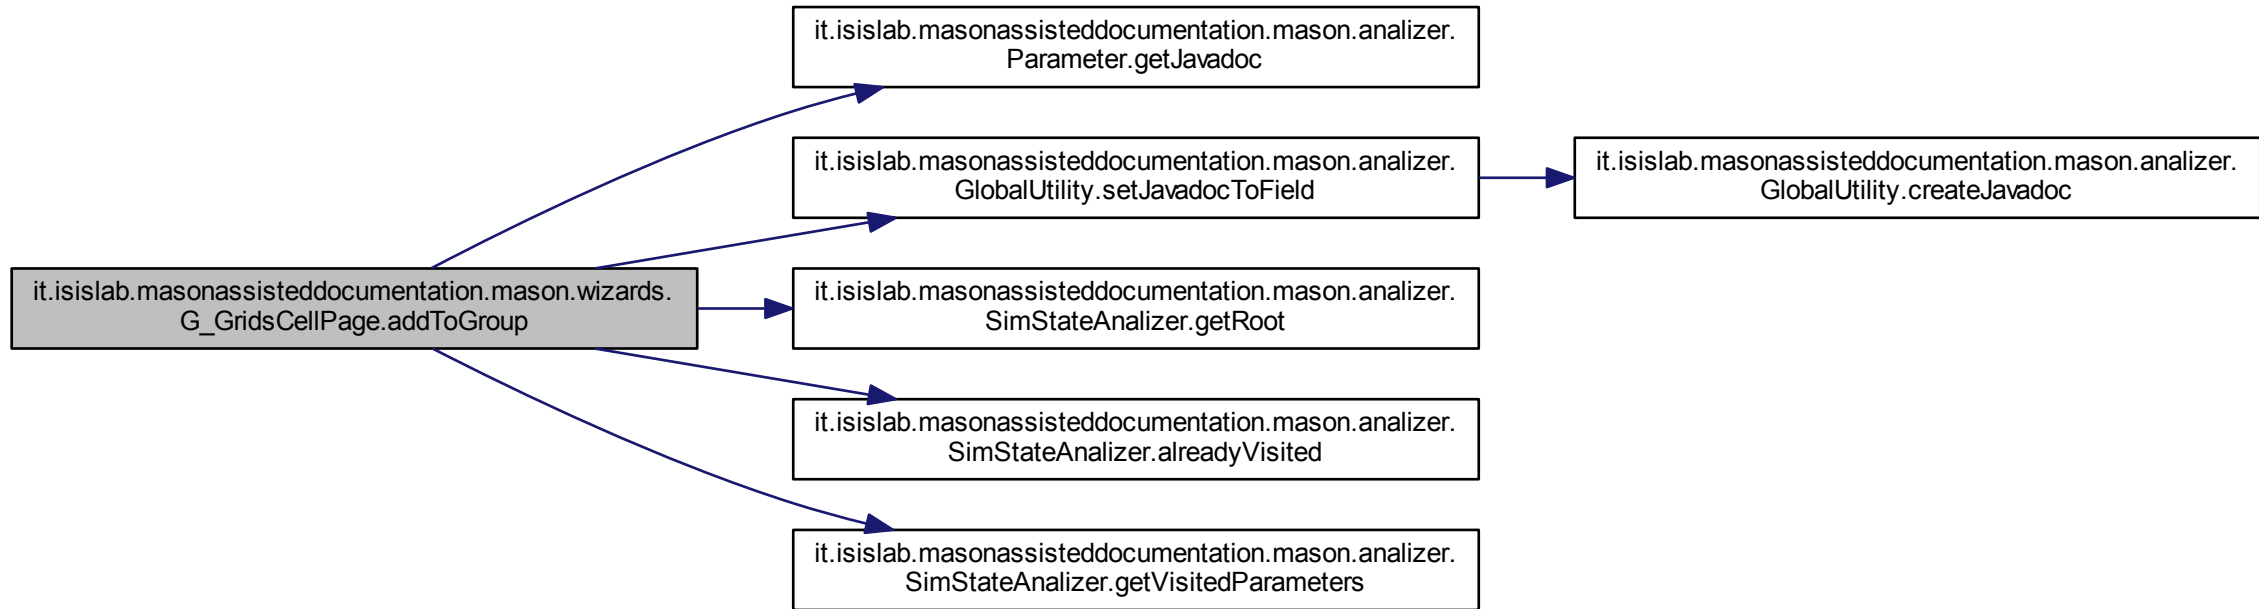 it.isislab.masonassisteddocumentation.mason.analizer.
Parameter.getJavadoc
it.isislab.masonassisteddocumentation.mason.analizer.
GlobalUtility.setJavadocToField
it.isislab.masonassisteddocumentation.mason.analizer.
GlobalUtility.createJavadoc
it.isislab.masonassisteddocumentation.mason.wizards.
G_GridsCellPage.addToGroup
it.isislab.masonassisteddocumentation.mason.analizer.
SimStateAnalizer.getRoot
it.isislab.masonassisteddocumentation.mason.analizer.
SimStateAnalizer.alreadyVisited
it.isislab.masonassisteddocumentation.mason.analizer.
SimStateAnalizer.getVisitedParameters